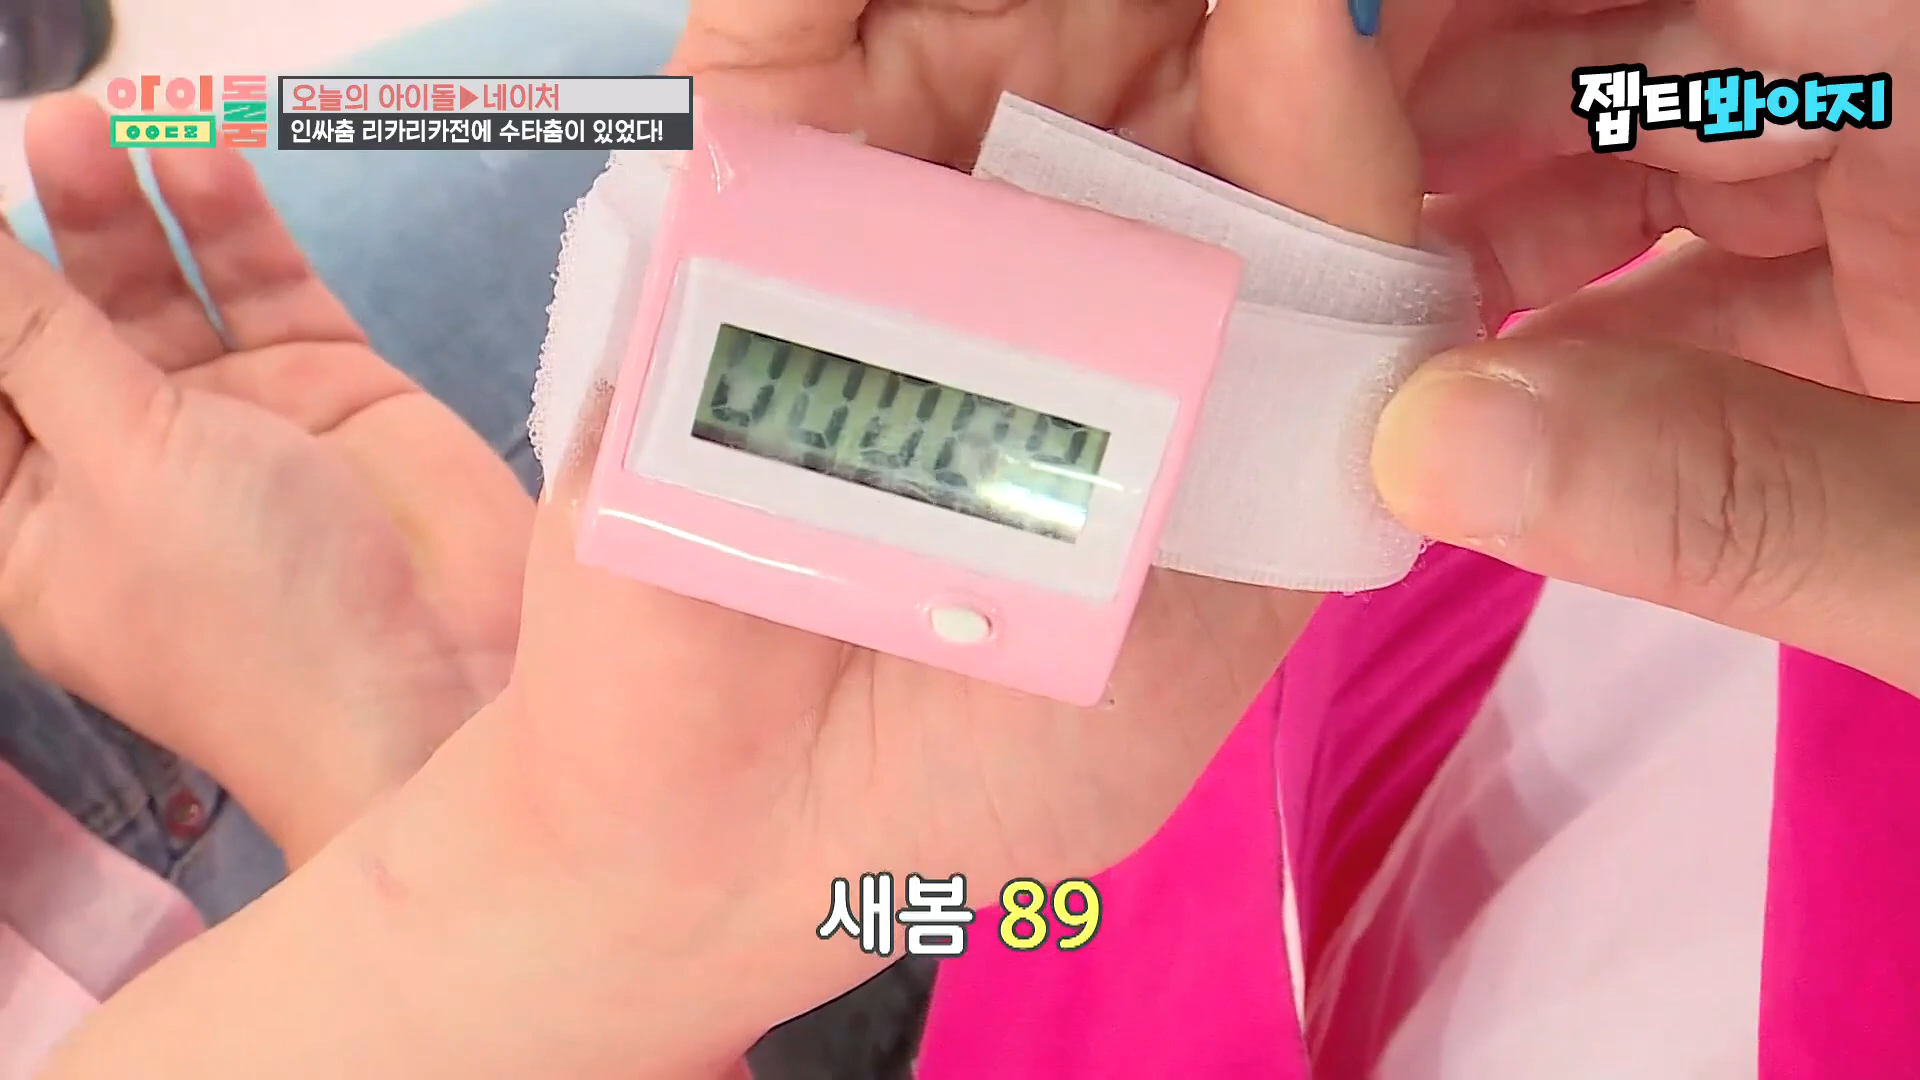 아이돌
오늘의 아이돌▶네이처
인싸춤 리카리카전에 수타춤이 있었다!
젭티봐야지
새봄 89